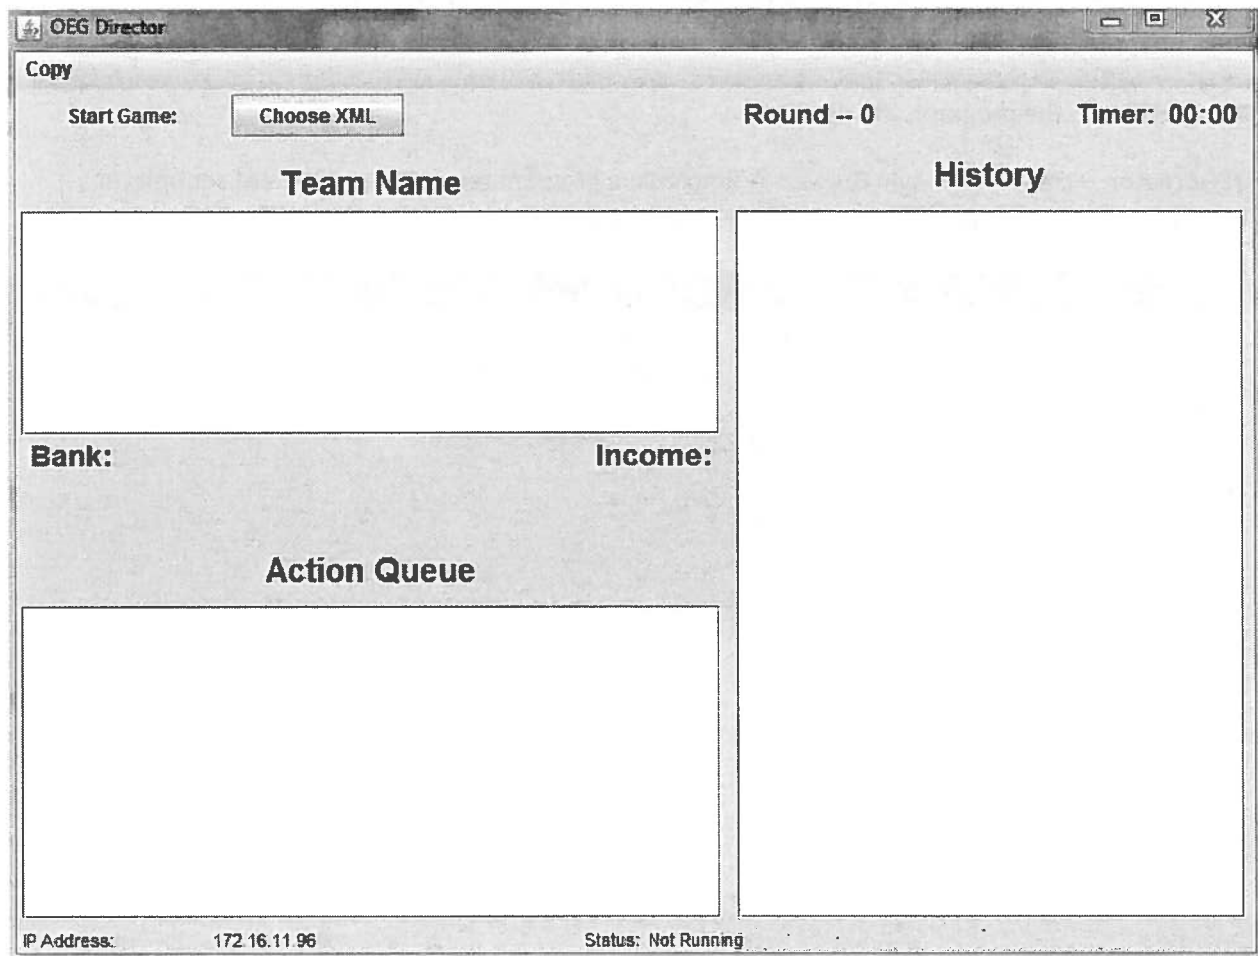 OEG Director
Copy
Start Game: Choose XML Round -- 0 Timer: 00:00
Team Name History
Bank: Income:
Action Queue
IP Address: 172.16.11.96 Status: Not Running